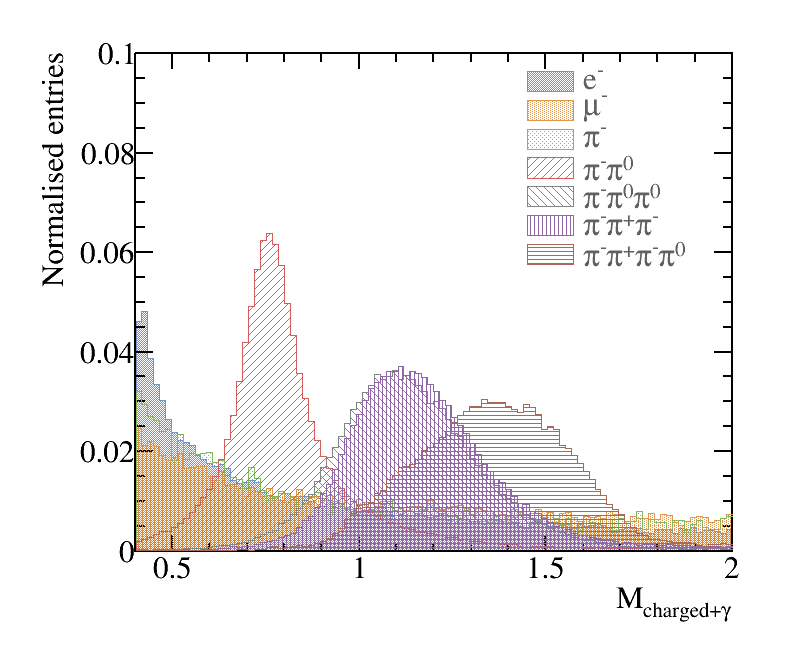 Normalised entries
0.1
0.08
0.06
0.04
0.02
0
0.5
1
1.5
2
M_charged+γ
e⁻
μ⁻
π⁻
π⁻π⁰
π⁻π⁰π⁰
π⁻π⁺π⁻
π⁻π⁺π⁻π⁰